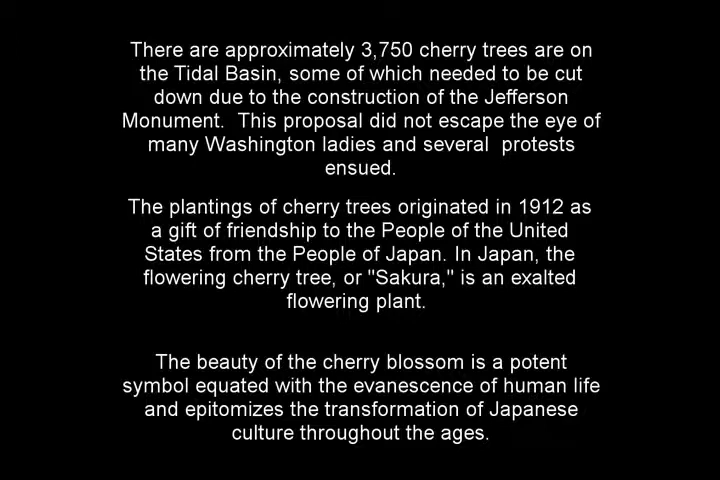 There are approximately 3,750 cherry trees are on
the Tidal Basin, some of which needed to be cut
down due to the construction of the Jefferson
Monument.  This proposal did not escape the eye of
many Washington ladies and several  protests
ensued.
The plantings of cherry trees originated in 1912 as
a gift of friendship to the People of the United
States from the People of Japan. In Japan, the
flowering cherry tree, or "Sakura," is an exalted
flowering plant.
The beauty of the cherry blossom is a potent
symbol equated with the evanescence of human life
and epitomizes the transformation of Japanese
culture throughout the ages.